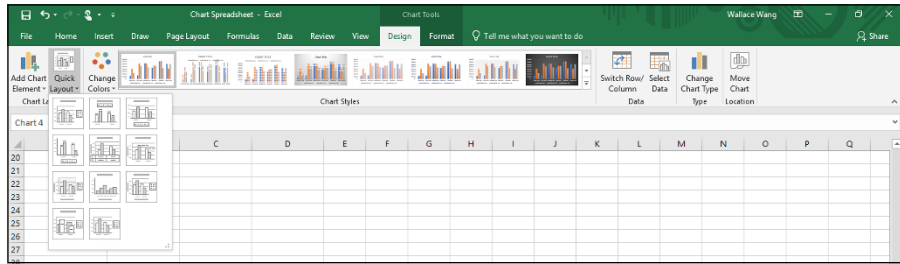 Chart Spreadsheet - Excel
Chart Tools
Wallace Wang
File Home Insert Draw Page Layout Formulas Data Review View Design Format Tell me what you want to do Share
Add Chart Element Quick Layout Change Colors Switch Row/ Column Select Data Change Chart Type Move Chart
Chart La Chart Styles Data Type Location
Chart 4
C D E F G H I J K L M N O P Q
20
21
22
23
24
25
26
27